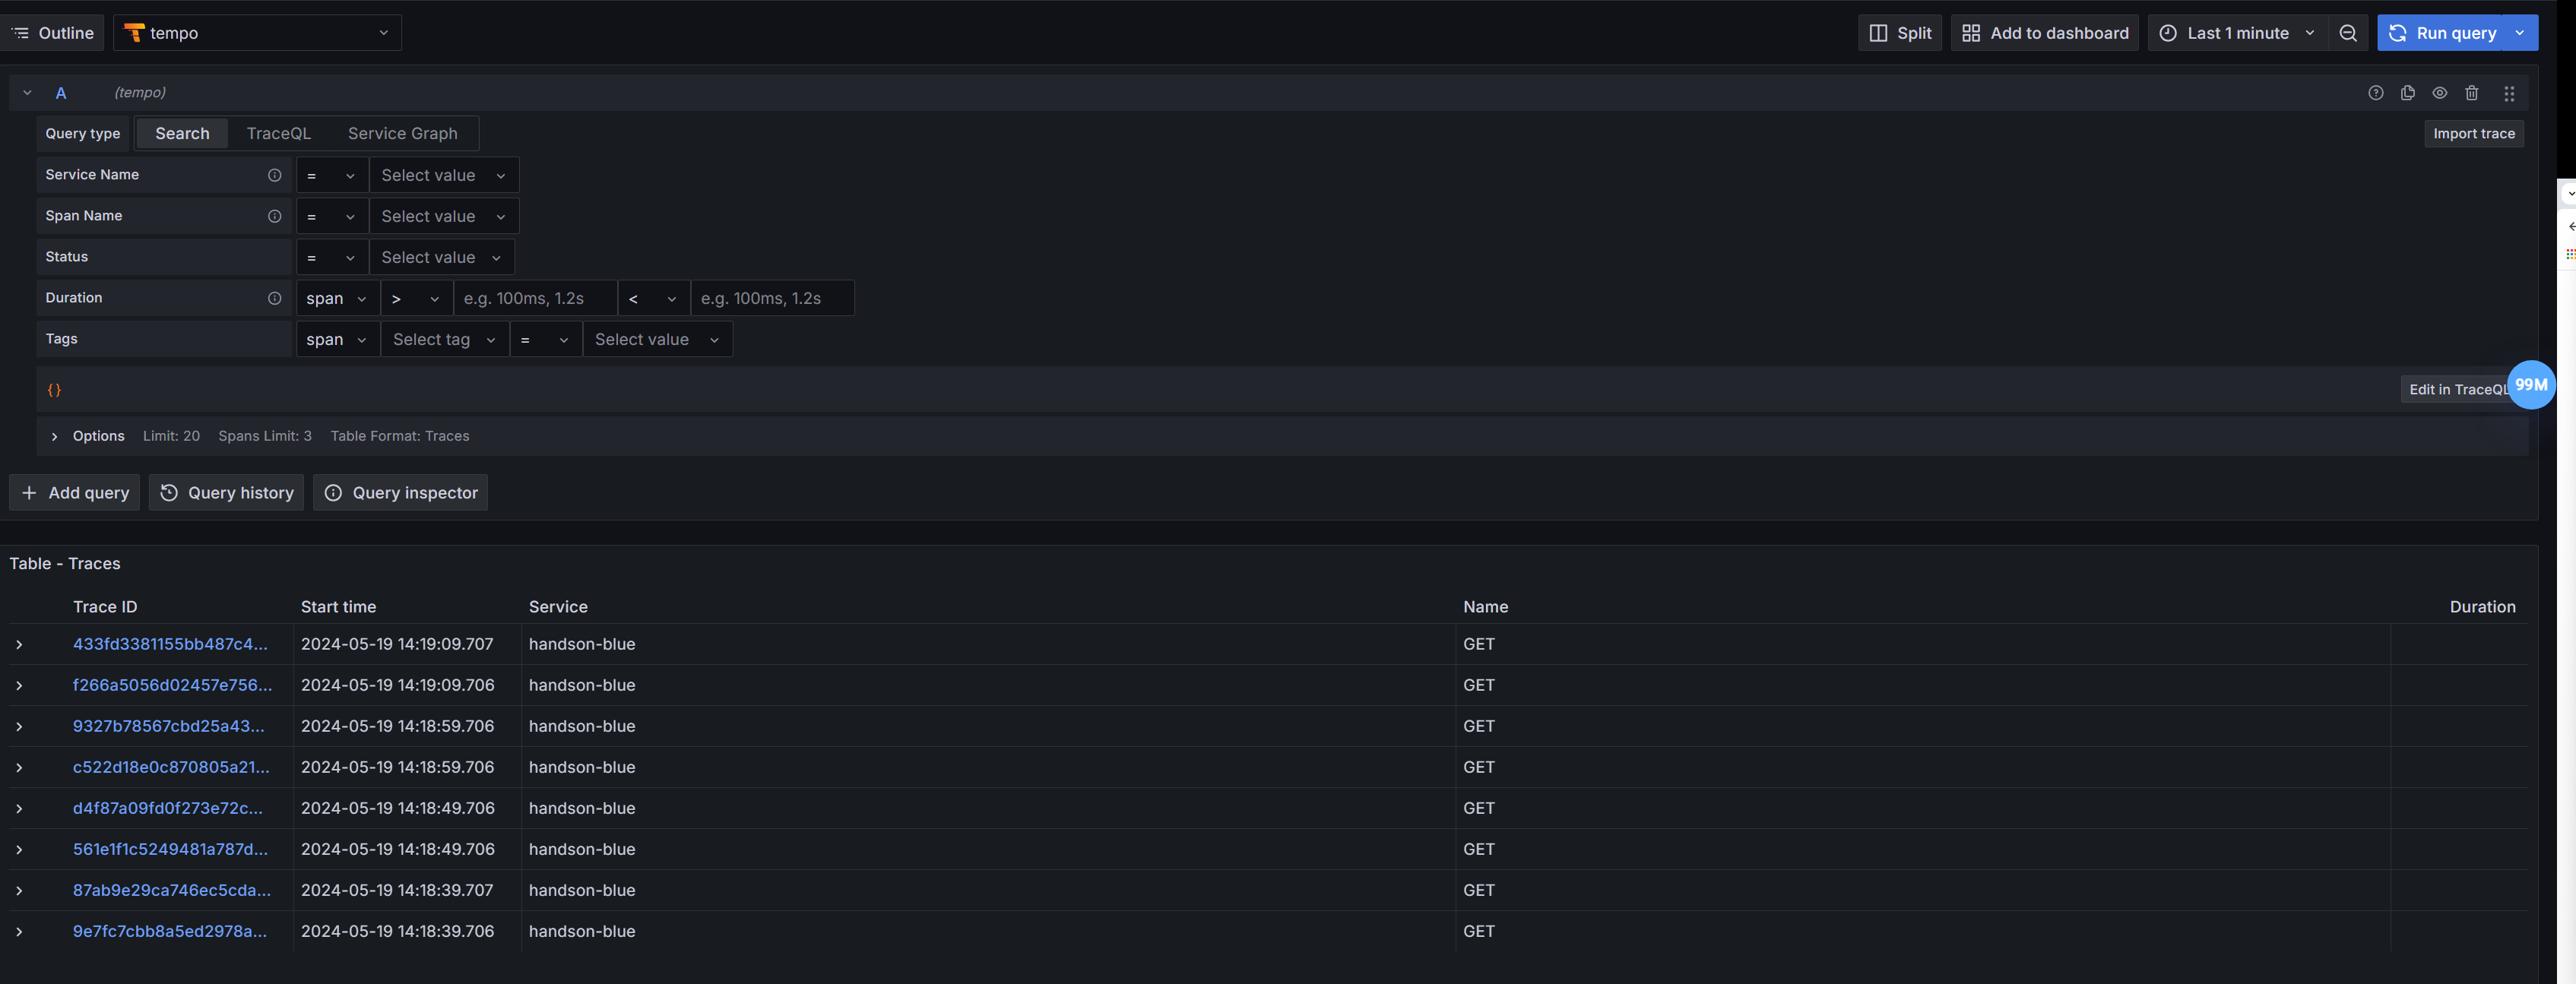 Outline tempo Split Add to dashboard Last 1 minute Run query
A (tempo)
Query type Search TraceQL Service Graph Import trace
Service Name = Select value
Span Name = Select value
Status = Select value
Duration span > e.g. 100ms, 1.2s < e.g. 100ms, 1.2s
Tags span Select tag = Select value
{} Edit in TraceQL 99M
Options Limit: 20 Spans Limit: 3 Table Format: Traces
+ Add query Query history Query inspector
Table - Traces
Trace ID Start time Service Name Duration
433fd3381155bb487c4... 2024-05-19 14:19:09.707 handson-blue GET
f266a5056d02457e756... 2024-05-19 14:19:09.706 handson-blue GET
9327b78567cbd25a43... 2024-05-19 14:18:59.706 handson-blue GET
c522d18e0c870805a21... 2024-05-19 14:18:59.706 handson-blue GET
d4f87a09fd0f273e72c... 2024-05-19 14:18:49.706 handson-blue GET
561e1f1c5249481a787d... 2024-05-19 14:18:49.706 handson-blue GET
87ab9e29ca746ec5cda... 2024-05-19 14:18:39.707 handson-blue GET
9e7fc7cbb8a5ed2978a... 2024-05-19 14:18:39.706 handson-blue GET